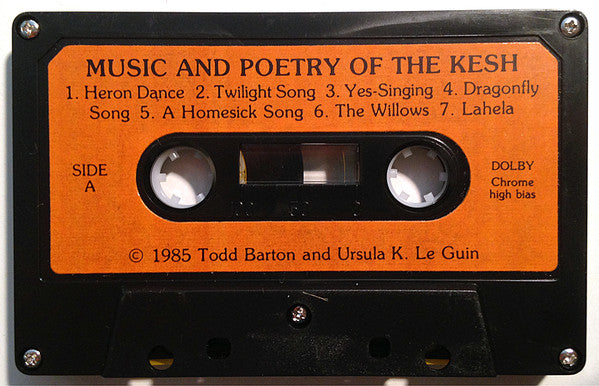 MUSIC AND POETRY OF THE KESH
1. Heron Dance 2. Twilight Song 3. Yes-Singing 4. Dragonfly
Song 5. A Homesick Song 6. The Willows 7. Lahela
SIDE
A
DOLBY
Chrome
high bias
© 1985 Todd Barton and Ursula K. Le Guin